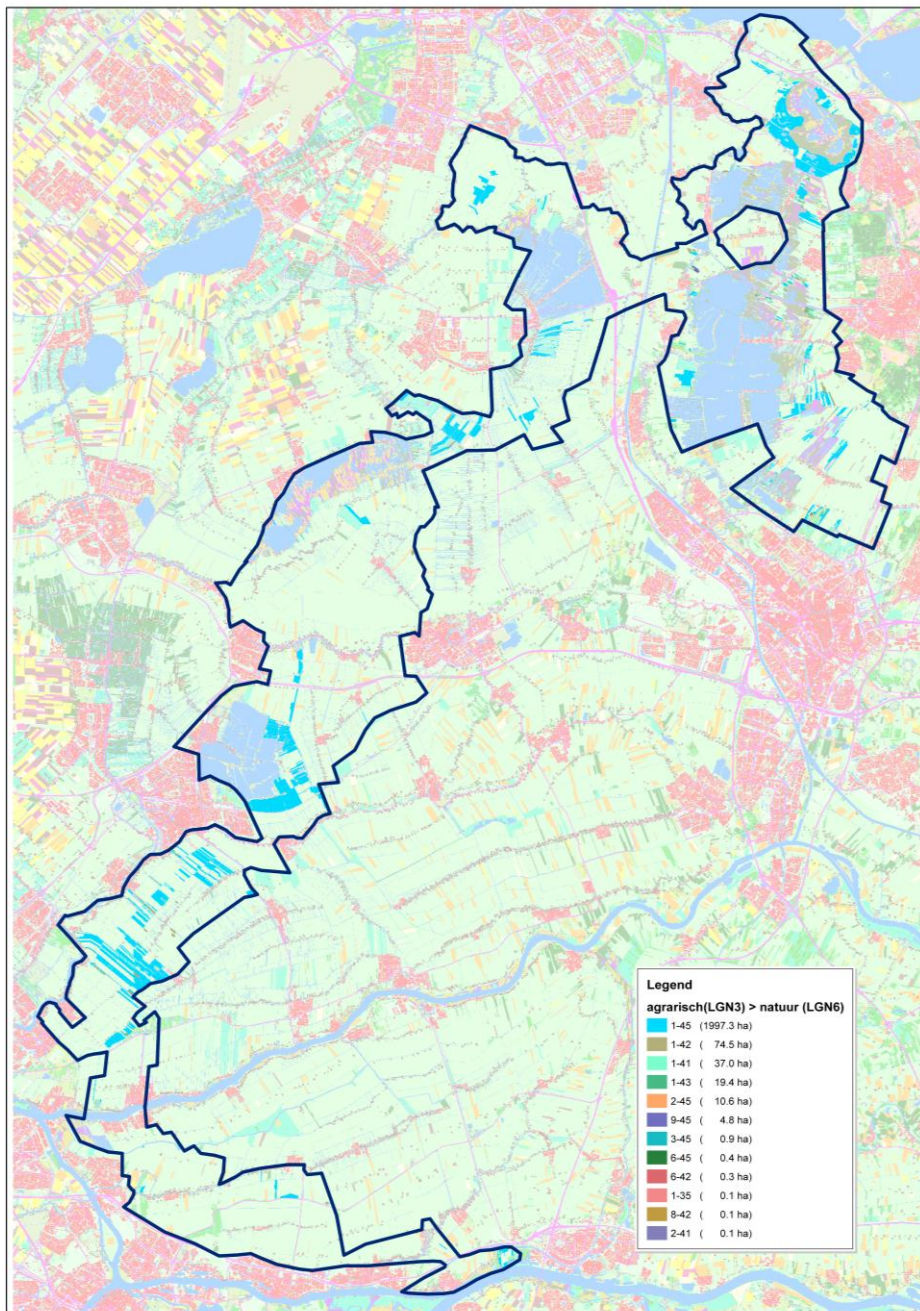 Legend
agrarisch(LGN3) > natuur (LGN6)
1-45 (1997.3 ha)
1-42 ( 74.5 ha)
1-41 ( 37.0 ha)
1-43 ( 19.4 ha)
2-45 ( 10.6 ha)
9-45 ( 4.8 ha)
3-45 ( 0.9 ha)
6-45 ( 0.4 ha)
6-42 ( 0.3 ha)
1-35 ( 0.1 ha)
8-42 ( 0.1 ha)
2-41 ( 0.1 ha)